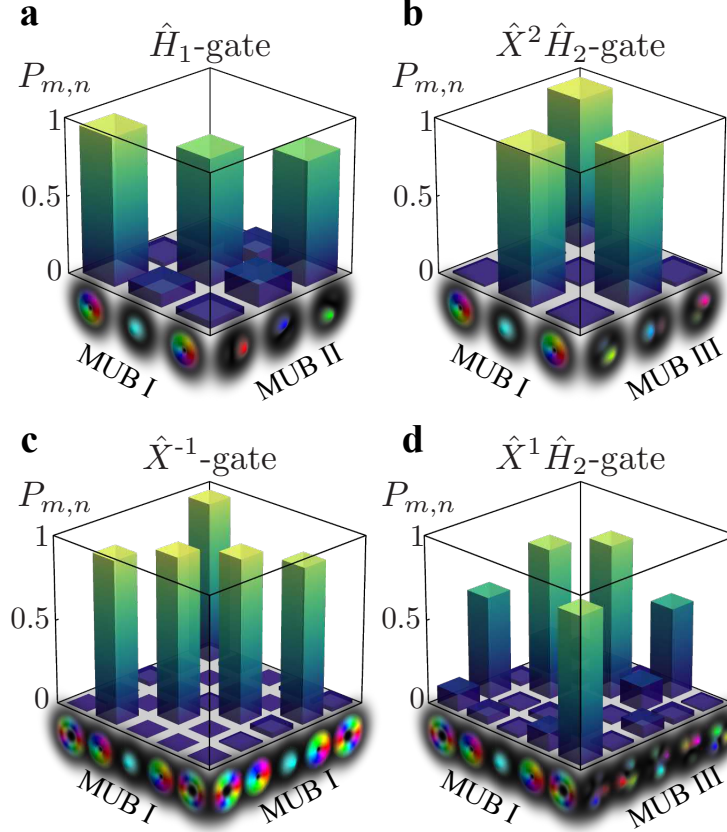 a
Ĥ₁-gate
Pₘ,ₙ
1
0.5
0
MUB I
MUB II
b
X̂²Ĥ₂-gate
Pₘ,ₙ
1
0.5
0
MUB I
MUB III
c
X̂⁻¹-gate
Pₘ,ₙ
1
0.5
0
MUB I
MUB I
d
X̂¹Ĥ₂-gate
Pₘ,ₙ
1
0.5
0
MUB I
MUB III